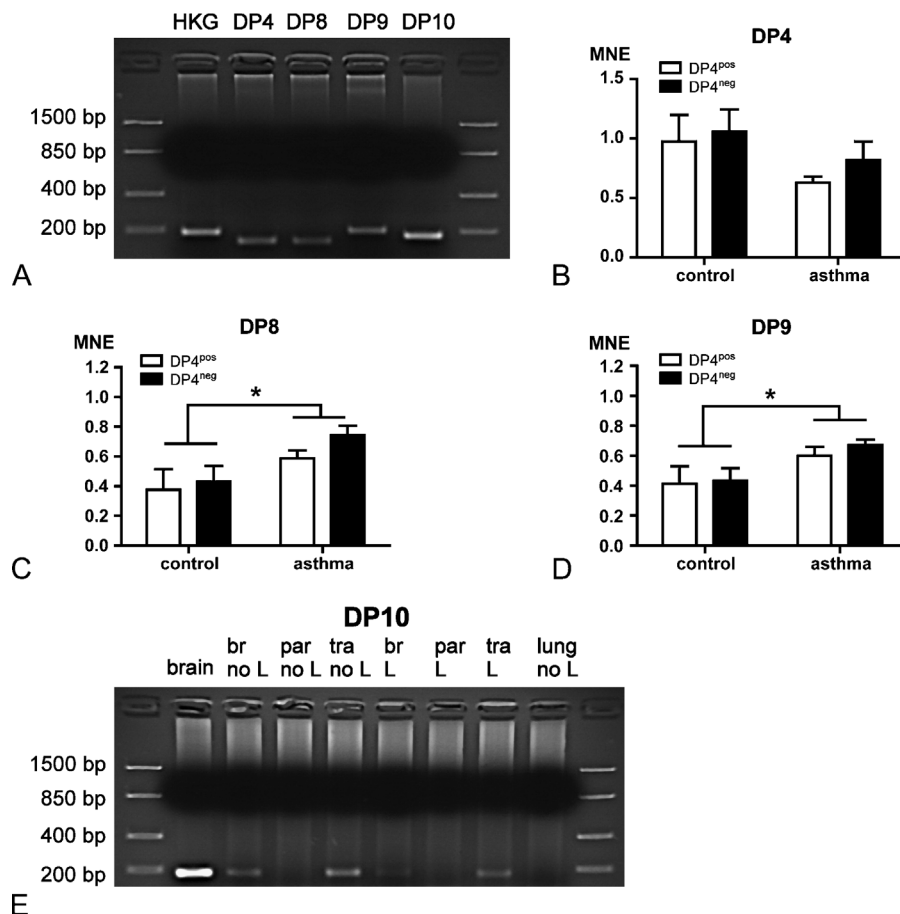 HKG DP4 DP8 DP9 DP10
1500 bp
850 bp
400 bp
200 bp
A
DP4
MNE
DP4pos
DP4neg
1.5
1.0
0.5
0.0
control asthma
B
DP8
MNE
DP4pos
DP4neg
1.2
1.0
0.8
0.6
0.4
0.2
0.0
*
control asthma
C
DP9
MNE
DP4pos
DP4neg
1.2
1.0
0.8
0.6
0.4
0.2
0.0
*
control asthma
D
DP10
brain br no L par no L tra no L br L par L tra L lung no L
1500 bp
850 bp
400 bp
200 bp
E